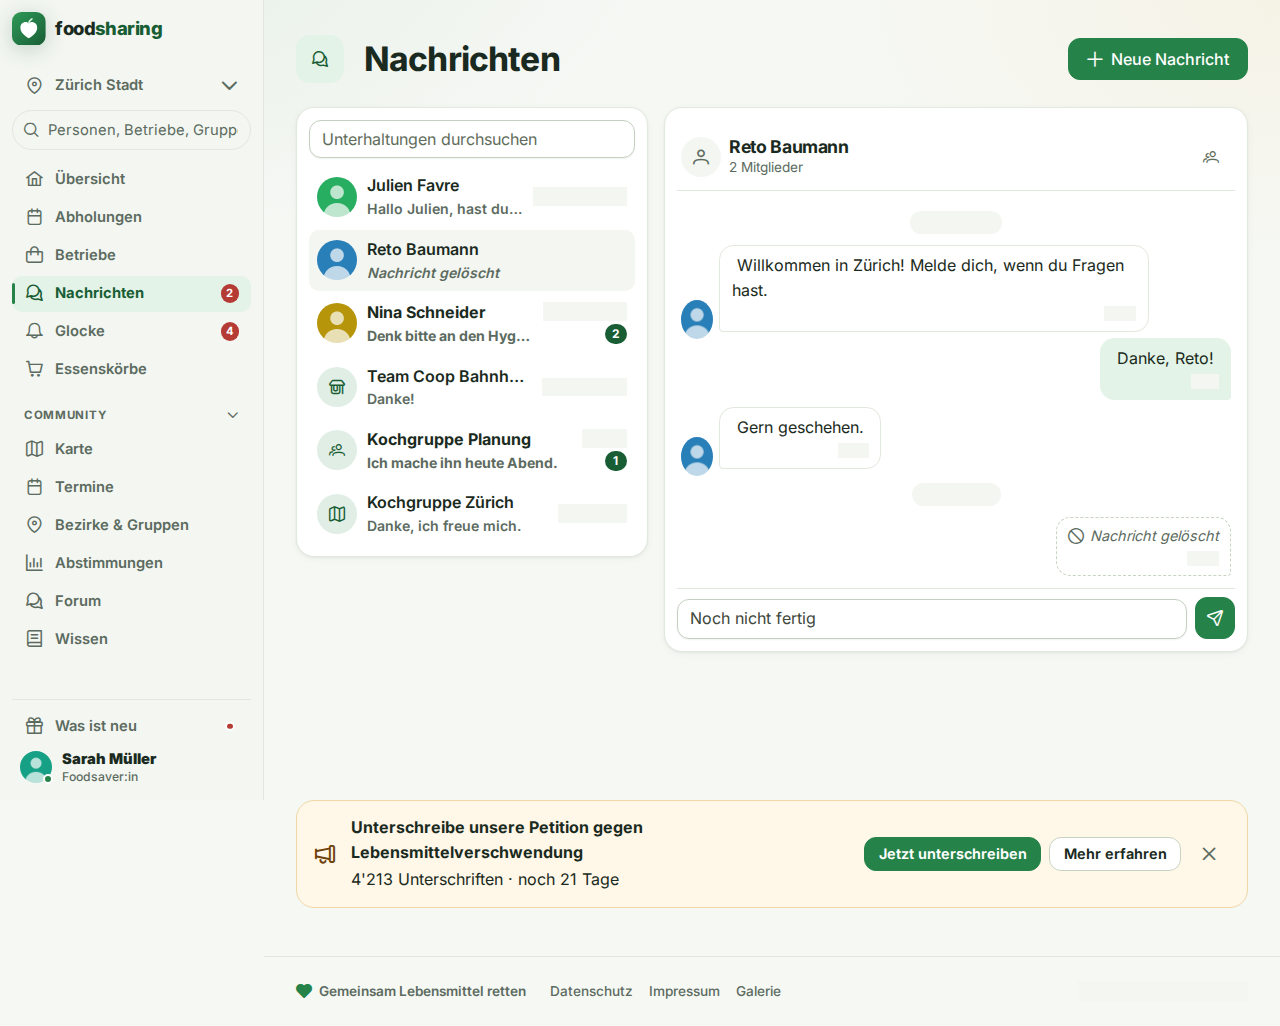 foodsharing
Zürich Stadt
Personen, Betriebe, Grupp
Übersicht
Abholungen
Betriebe
Nachrichten 2
Glocke 4
Essenskörbe
COMMUNITY
Karte
Termine
Bezirke & Gruppen
Abstimmungen
Forum
Wissen
Was ist neu
Sarah Müller
Foodsaver:in
Nachrichten
Neue Nachricht
Unterhaltungen durchsuchen
Julien Favre
Hallo Julien, hast du...
Reto Baumann
Nachricht gelöscht
Nina Schneider
Denk bitte an den Hyg... 2
Team Coop Bahnh...
Danke!
Kochgruppe Planung
Ich mache ihn heute Abend. 1
Kochgruppe Zürich
Danke, ich freue mich.
Reto Baumann
2 Mitglieder
Willkommen in Zürich! Melde dich, wenn du Fragen
hast.
Danke, Reto!
Gern geschehen.
Nachricht gelöscht
Noch nicht fertig
Unterschreibe unsere Petition gegen
Lebensmittelverschwendung
4'213 Unterschriften · noch 21 Tage
Jetzt unterschreiben
Mehr erfahren
Gemeinsam Lebensmittel retten
Datenschutz
Impressum
Galerie